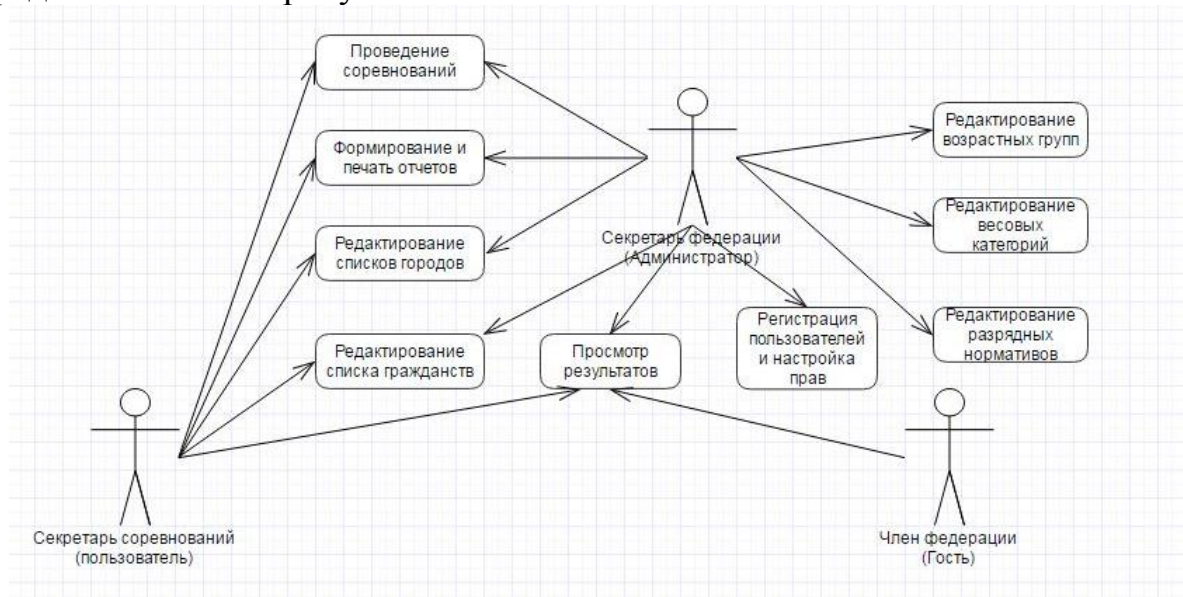 Проведение
соревнований
Формирование и
печать отчетов
Редактирование
списков городов
Редактирование
списка гражданств
Секретарь федерации
(Администратор)
Просмотр
результатов
Регистрация
пользователей
и настройка
прав
Редактирование
возрастных групп
Редактирование
весовых
категорий
Редактирование
разрядных
нормативов
Секретарь соревнований
(пользователь)
Член федерации
(Гость)